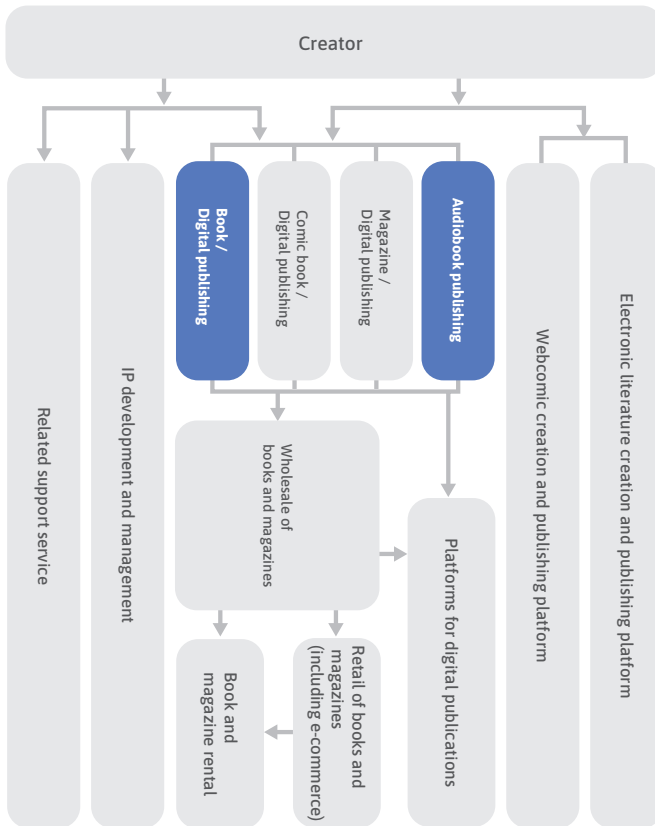 Creator
Related support service
IP development and management
Book /
Digital publishing
Comic book /
Digital publishing
Magazine /
Digital publishing
Audiobook publishing
Webcomic creation and publishing platform
Electronic literature creation and publishing platform
Wholesale of
books and magazines
Platforms for digital publications
Book and
magazine rental
Retail of books and
magazines
(including e-commerce)